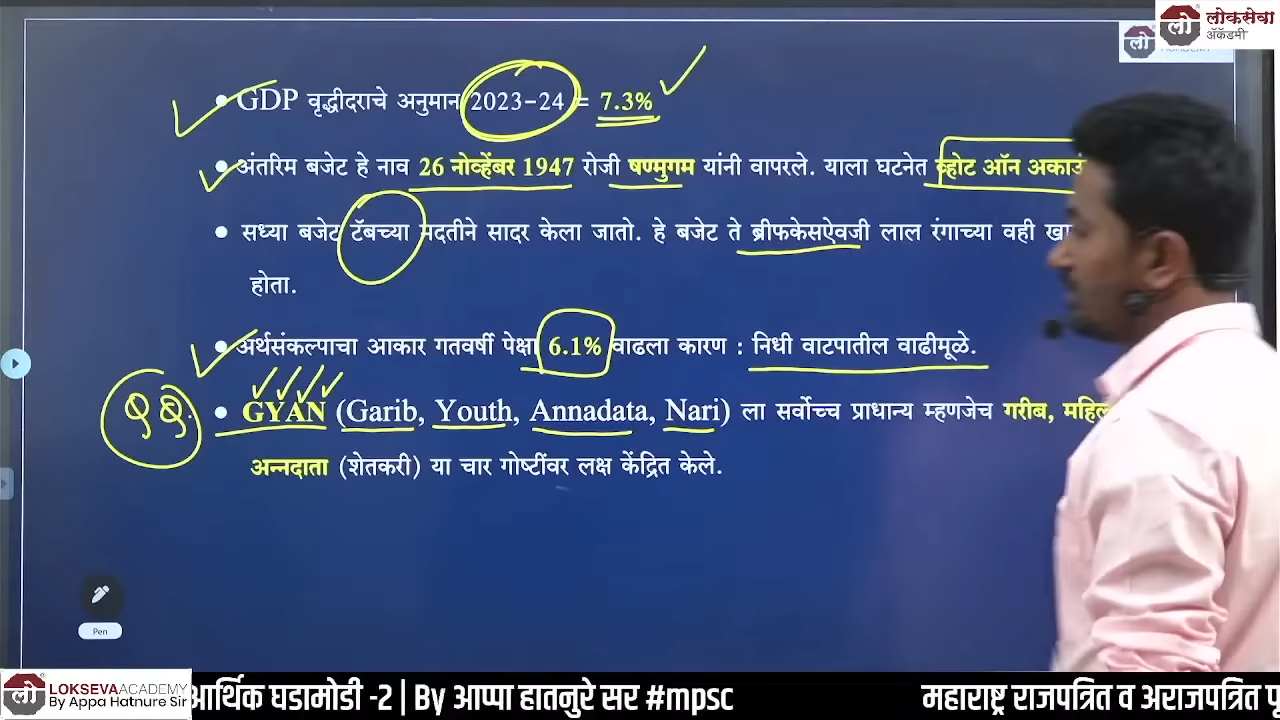 लोकसेवा
अ‍ॅकॅडमी
लो
लो
GDP वृद्धीदराचे अनुमान 2023-24 = 7.3%
अंतरिम बजेट हे नाव 26 नोव्हेंबर 1947 रोजी षण्मुगम यांनी वापरले. याला घटनेत व्होट ऑन
सध्या बजेट टॅबच्या मदतीने सादर केला जातो. हे बजेट ते ब्रीफकेसऐवजी लाल रंगाच्या वही
होता.
अर्थसंकल्पाचा आकार गतवर्षी पेक्षा 6.1% वाढला कारण : निधी वाटपातील वाढीमूळे.
GYAN (Garib, Youth, Annadata, Nari) ला सर्वोच्च प्राधान्य म्हणजेच गरीब,
अन्नदाता (शेतकरी) या चार गोष्टींवर लक्ष केंद्रित केले.
Pen
लो LOKSEVA ACADEMY
By Appa Hatnure Sir
आर्थिक घडामोडी -2 | By आप्पा हातनुरे सर #mpsc महाराष्ट्र राजपत्रित व अराजपत्रित